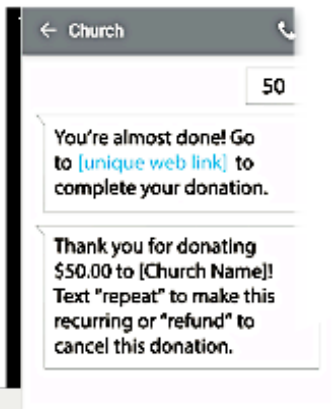 ← Church
50
You're almost done! Go
to [unique web link] to
complete your donation.
Thank you for donating
$50.00 to [Church Name]!
Text "repeat" to make this
recurring or "refund" to
cancel this donation.